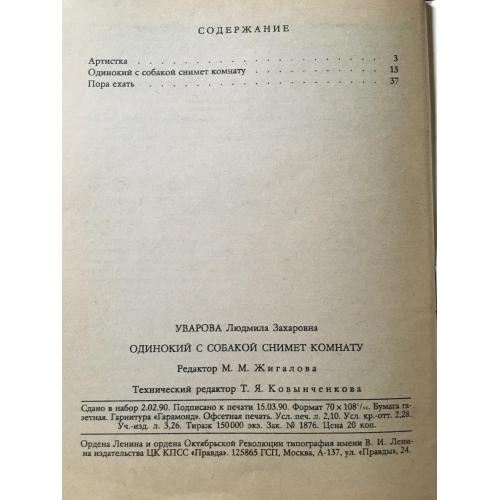 СОДЕРЖАНИЕ
Артистка . . . . . . . . . . . . . . . . . . 3
Одинокий с собакой снимет комнату . . . . . . . . . . 13
Пора ехать . . . . . . . . . . . . . . . . . 37
УВАРОВА Людмила Захаровна
ОДИНОКИЙ С СОБАКОЙ СНИМЕТ КОМНАТУ
Редактор М. М. Жигалова
Технический редактор Т. Я. Ковынченкова
Сдано в набор 2.02.90. Подписано к печати 15.03.90. Формат 70 × 108¹/₃₂. Бумага га-
зетная. Гарнитура «Гарамонд». Офсетная печать. Усл. печ. л. 2,10. Усл. кр.-отт. 2,28.
Уч.-изд. л. 3,26. Тираж 150 000 экз. Зак. № 1876. Цена 20 коп.
Ордена Ленина и ордена Октябрьской Революции типография имени В. И. Лени-
на издательства ЦК КПСС «Правда». 125865 ГСП, Москва, А-137, ул. «Правды», 24.